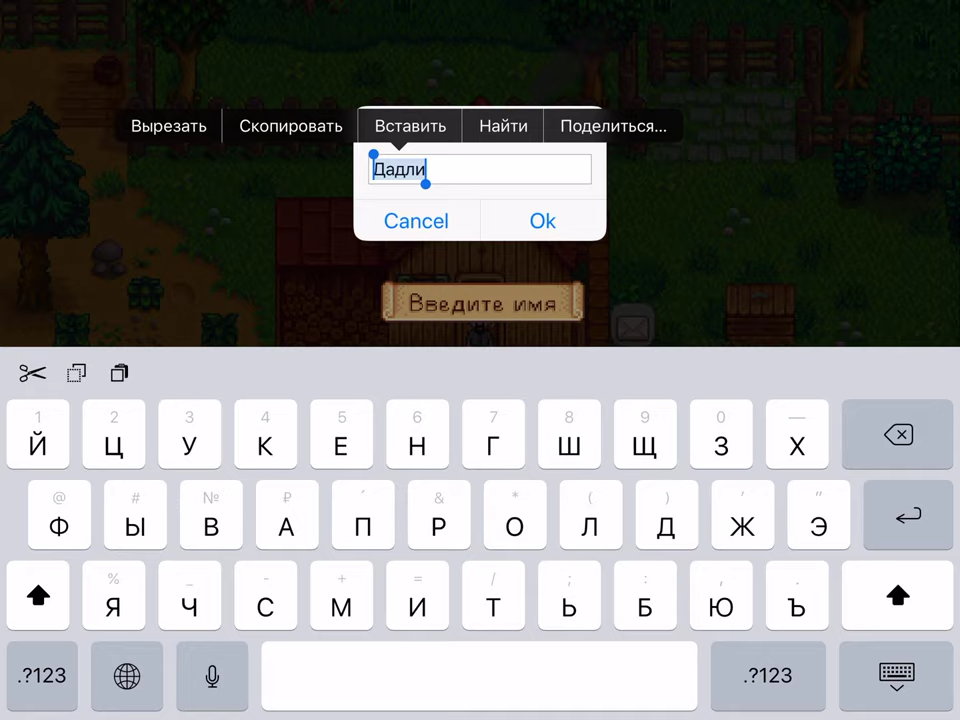 Вырезать Скопировать Вставить Найти Поделиться...
Дадли
Cancel Ok
Введите имя
1 2 3 4 5 6 7 8 9 0 —
Й Ц У К Е Н Г Ш Щ З Х
@ # № ₽ ´ & * ( ) ′ ″
Ф Ы В А П Р О Л Д Ж Э
% _ - + = / ; : , .
Я Ч С М И Т Ь Б Ю Ъ
.?123 .?123